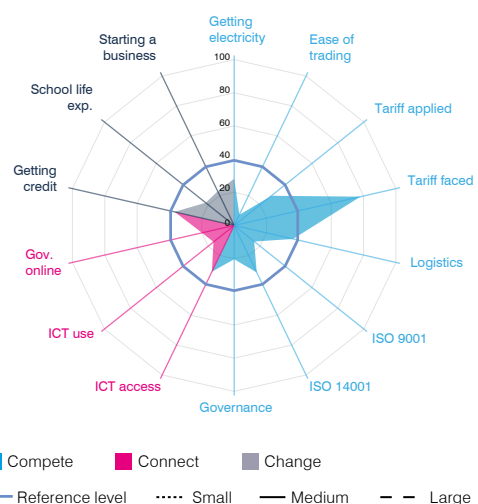 Getting
electricity
Ease of
trading
Starting a
business
School life
exp.
Tariff applied
Getting
credit
Tariff faced
100
80
60
40
20
0
Gov.
online
Logistics
ICT use
ISO 9001
ICT access
ISO 14001
Governance
Compete
Connect
Change
Reference level
Small
Medium
Large